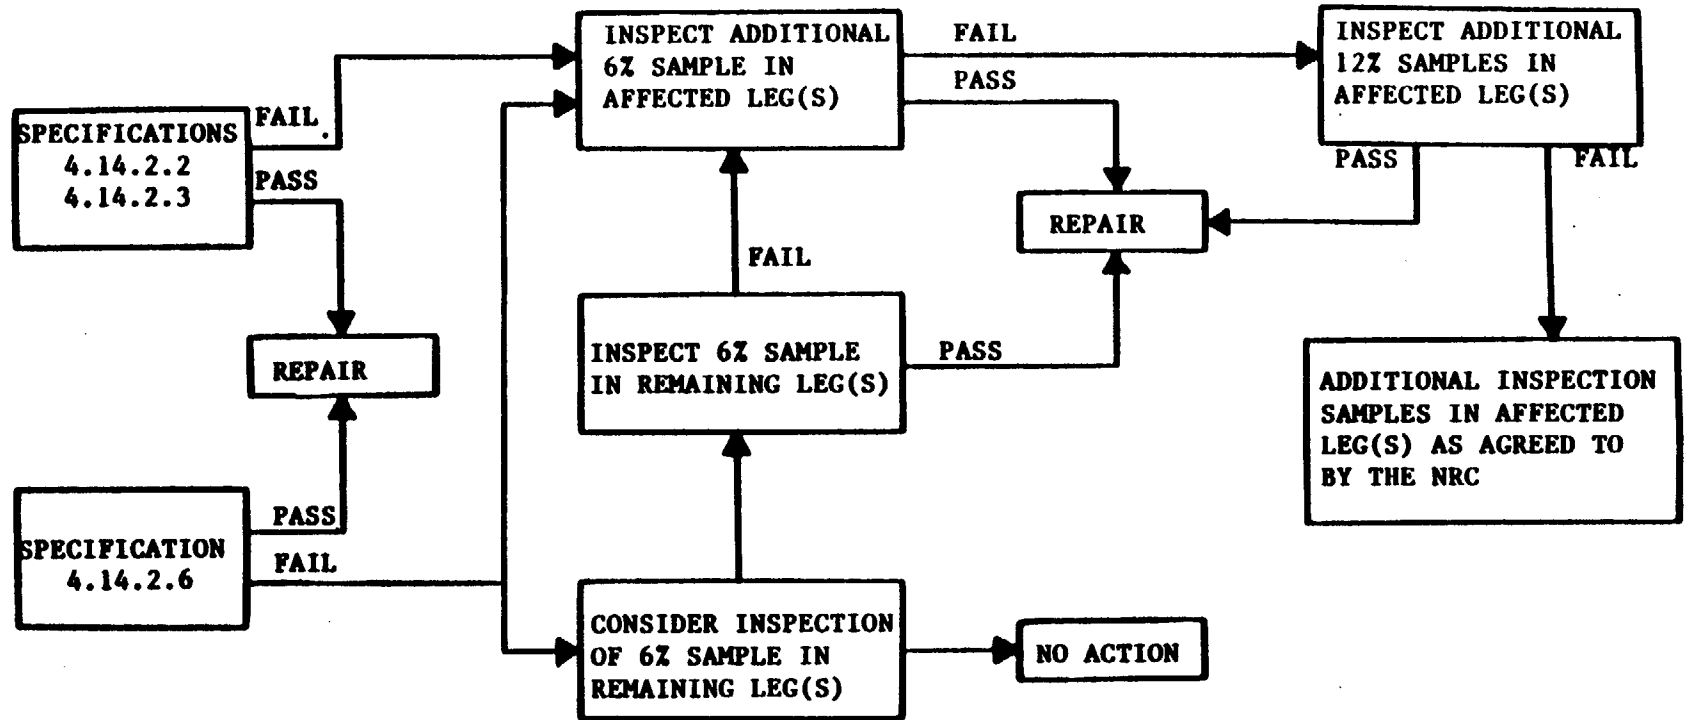 SPECIFICATIONS
4.14.2.2
4.14.2.3
FAIL
PASS
REPAIR
SPECIFICATION
4.14.2.6
PASS
FAIL
INSPECT ADDITIONAL
6% SAMPLE IN
AFFECTED LEG(S)
FAIL
PASS
FAIL
INSPECT 6% SAMPLE
IN REMAINING LEG(S)
PASS
CONSIDER INSPECTION
OF 6% SAMPLE IN
REMAINING LEG(S)
NO ACTION
REPAIR
INSPECT ADDITIONAL
12% SAMPLES IN
AFFECTED LEG(S)
PASS
FAIL
ADDITIONAL INSPECTION
SAMPLES IN AFFECTED
LEG(S) AS AGREED TO
BY THE NRC